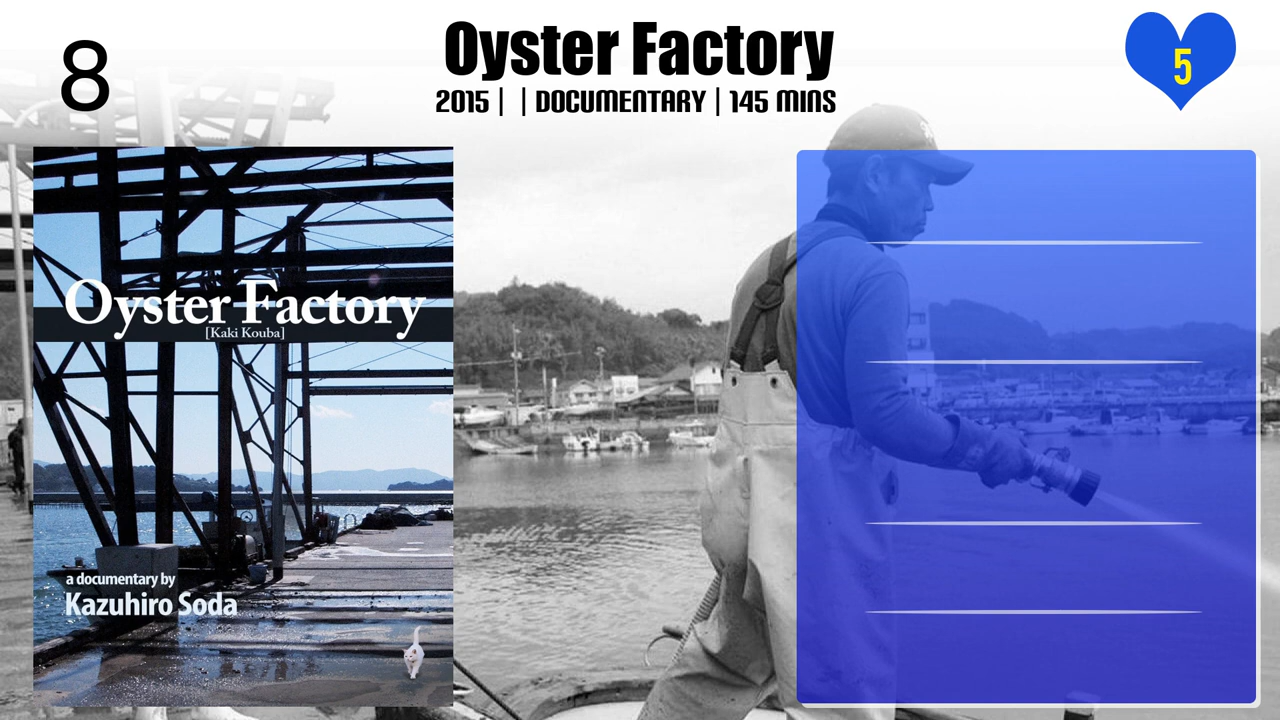 8
Oyster Factory
2015 | | DOCUMENTARY | 145 MINS
5
Oyster Factory
[Kaki Kouba]
a documentary by
Kazuhiro Soda